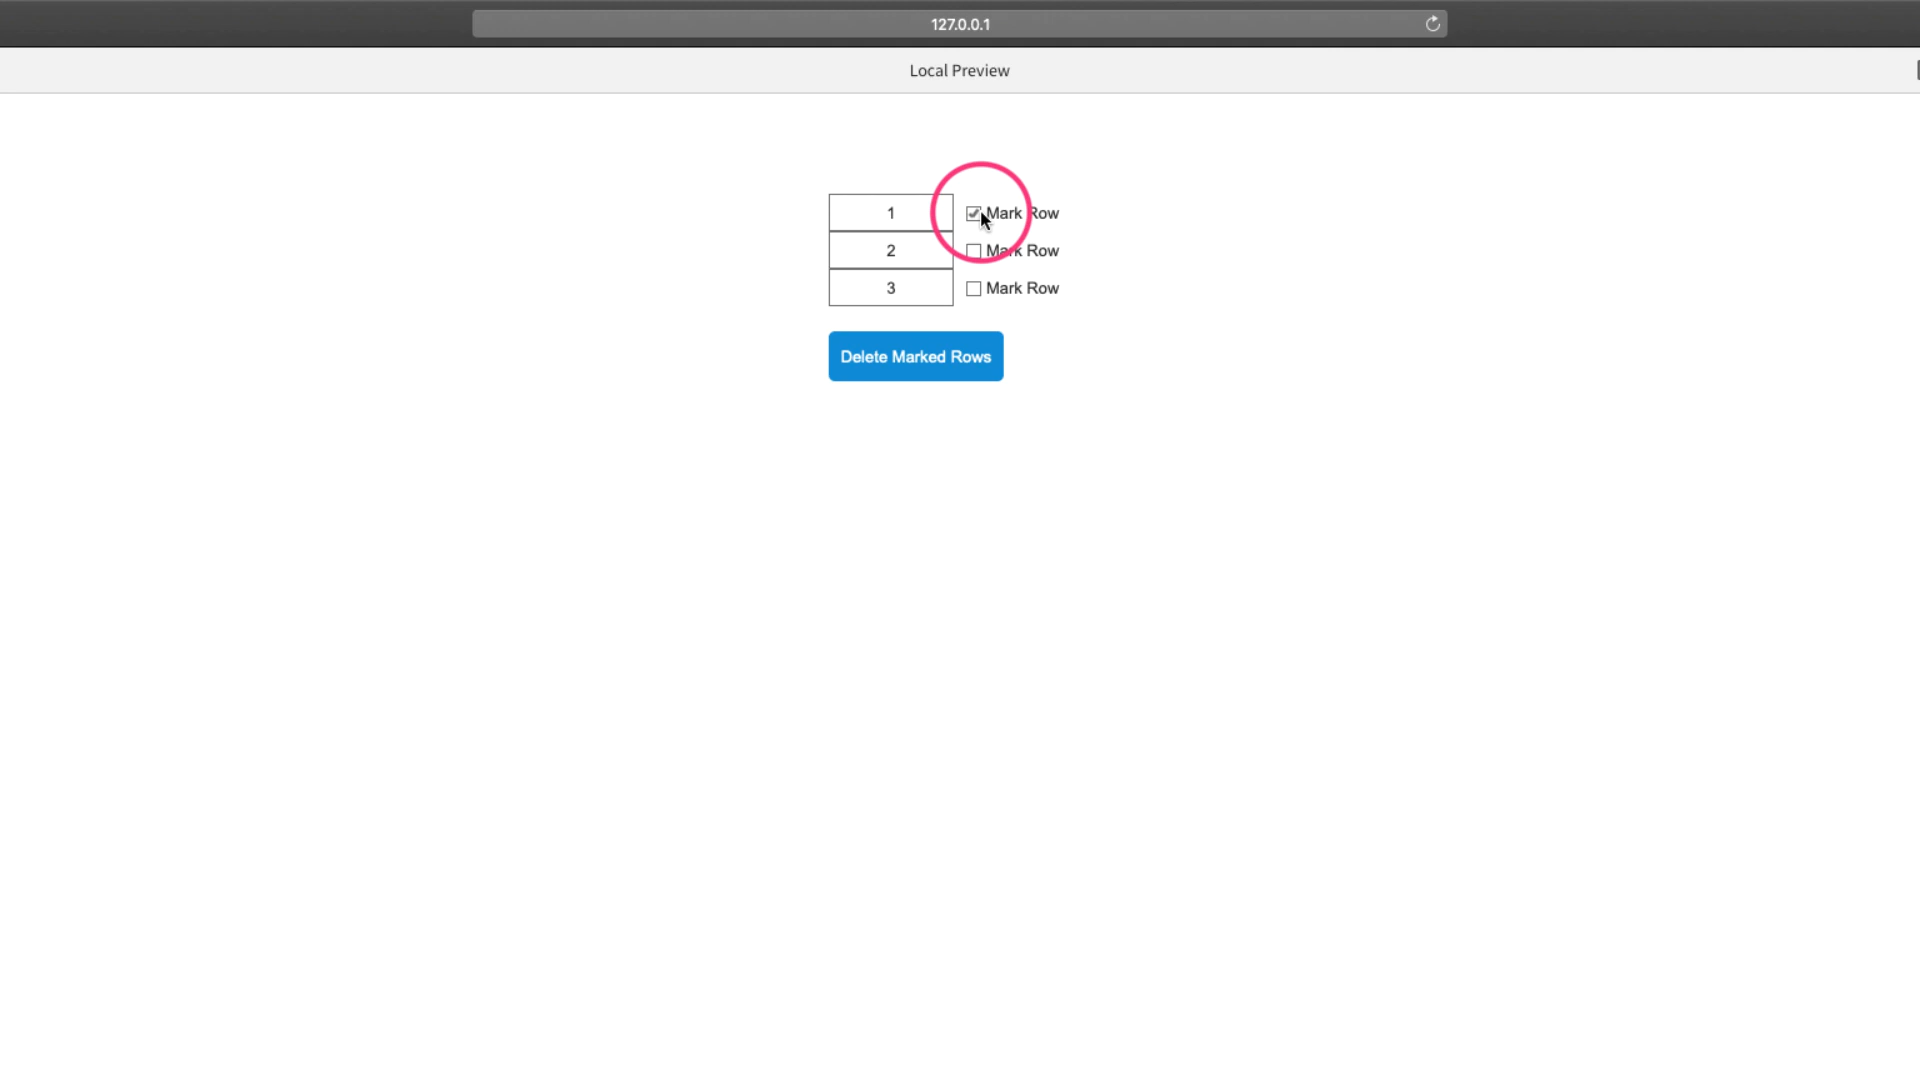 127.0.0.1
Local Preview
1 Mark Row
2 Mark Row
3 Mark Row
Delete Marked Rows